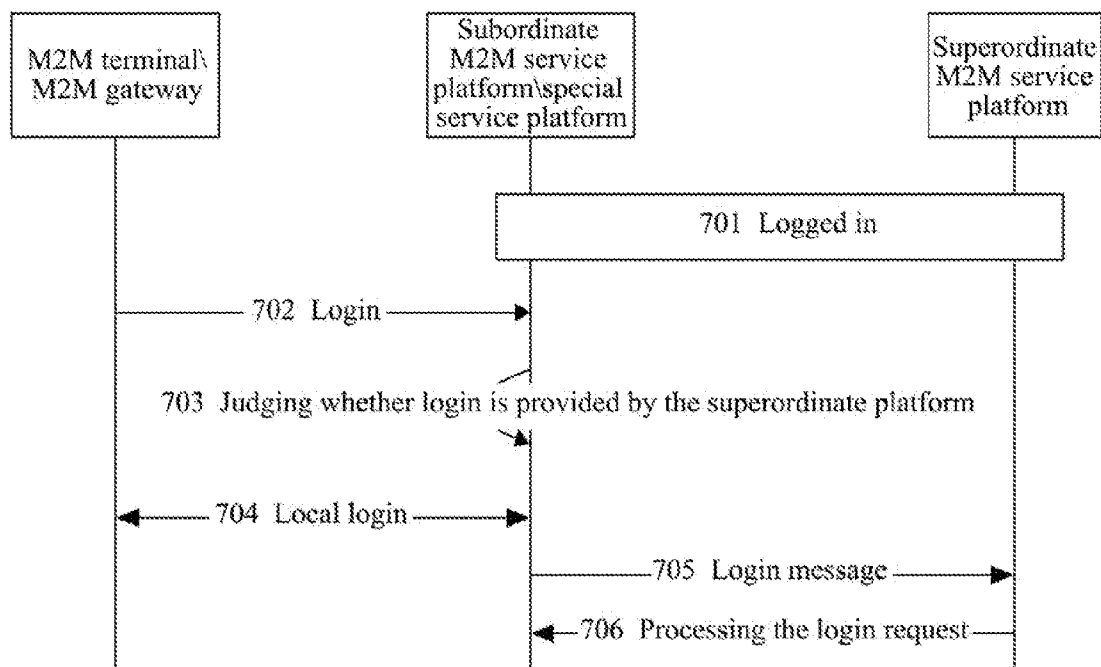 M2M terminal\
M2M gateway
Subordinate
M2M service
platform\special
service platform
Superordinate
M2M service
platform
701 Logged in
702 Login
703 Judging whether login is provided by the superordinate platform
704 Local login
705 Login message
706 Processing the login request